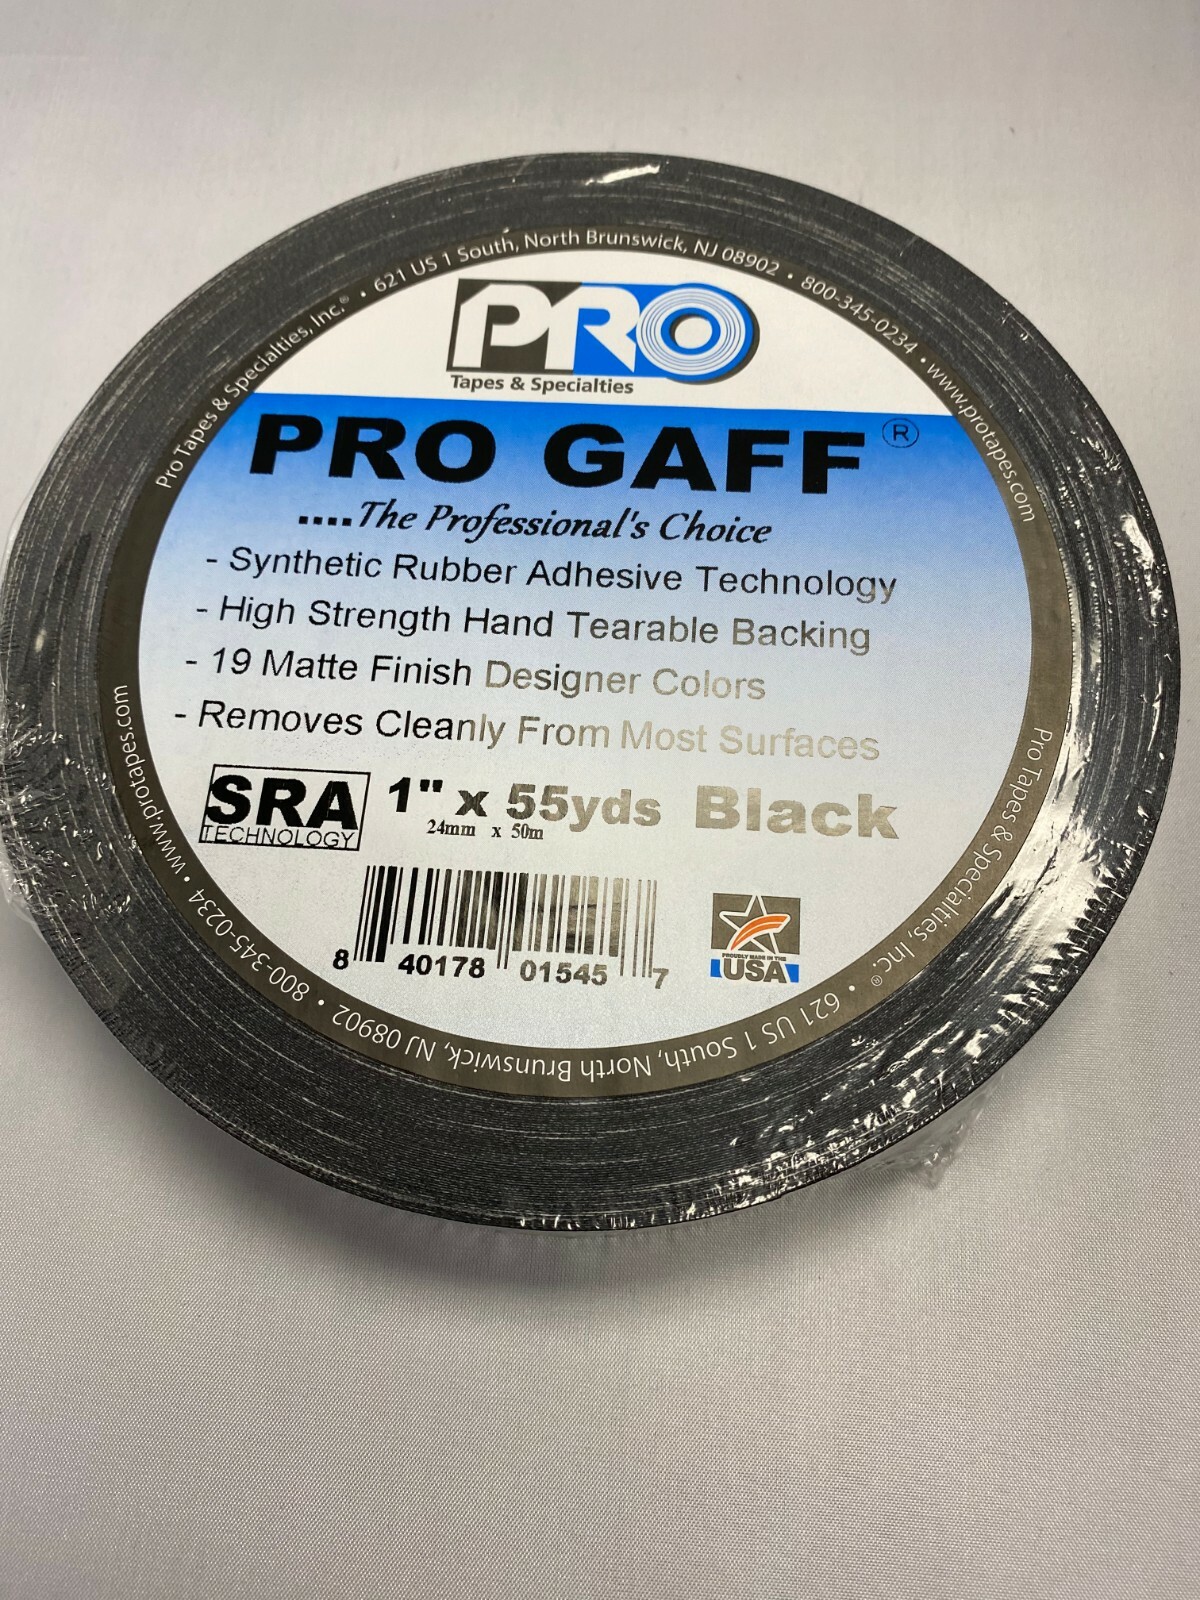 Pro Tapes & Specialties, Inc.® • 621 US 1 South, North Brunswick, NJ 08902 • 800-345-0234 • www.protapes.com
PRO
Tapes & Specialties
PRO GAFF®
....The Professional's Choice
- Synthetic Rubber Adhesive Technology
- High Strength Hand Tearable Backing
- 19 Matte Finish Designer Colors
- Removes Cleanly From Most Surfaces
SRA
TECHNOLOGY
1" x 55yds Black
24mm x 50m
8 40178 01545 7
PROUDLY MADE IN THE
USA
Pro Tapes & Specialties, Inc.® • 621 US 1 South, North Brunswick, NJ 08902 • 800-345-0234 • www.protapes.com